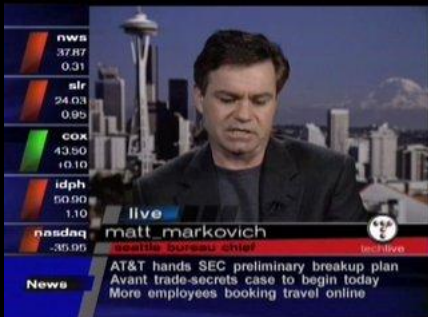 nws
37.87
0.31
slr
24.03
0.95
cox
43.50
+0.10
idph
50.90
1.10
nasdaq
-35.95
live
matt_markovich
seattle bureau chief
techlive
News
AT&T hands SEC preliminary breakup plan
Avant trade-secrets case to begin today
More employees booking travel online